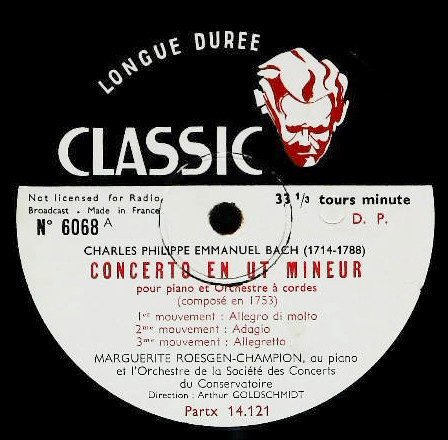 LONGUE DUREE
CLASSIC
Not licensed for Radio
Broadcast - Made in France
33 1/3 tours minute
N° 6068 A
D. P.
CHARLES PHILIPPE EMMANUEL BACH (1714-1788)
CONCERTO EN UT MINEUR
pour piano et Orchestre à cordes
(composé en 1753)
1er mouvement : Allegro di molto
2me mouvement : Adagio
3me mouvement : Allegretto
MARGUERITE ROESGEN-CHAMPION, au piano
et l'Orchestre de la Société des Concerts
du Conservatoire
Direction : Arthur GOLDSCHMIDT
Partx 14.121